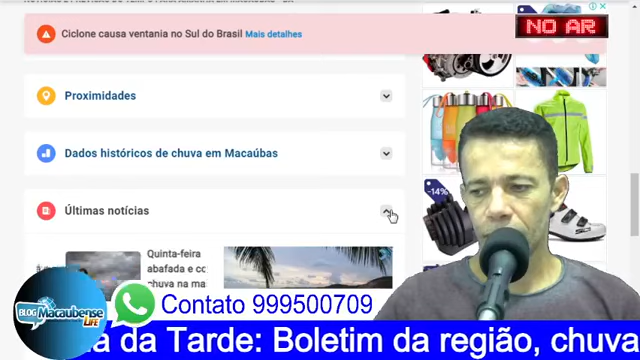 NO AR
Ciclone causa ventania no Sul do Brasil Mais detalhes
Proximidades
Dados históricos de chuva em Macaúbas
-14%
Últimas notícias
Quinta-feira
abafada e co
chuva na ma
BLOG
Macaubense
LIFE
Contato 999500709
da Tarde: Boletim da região, chuva